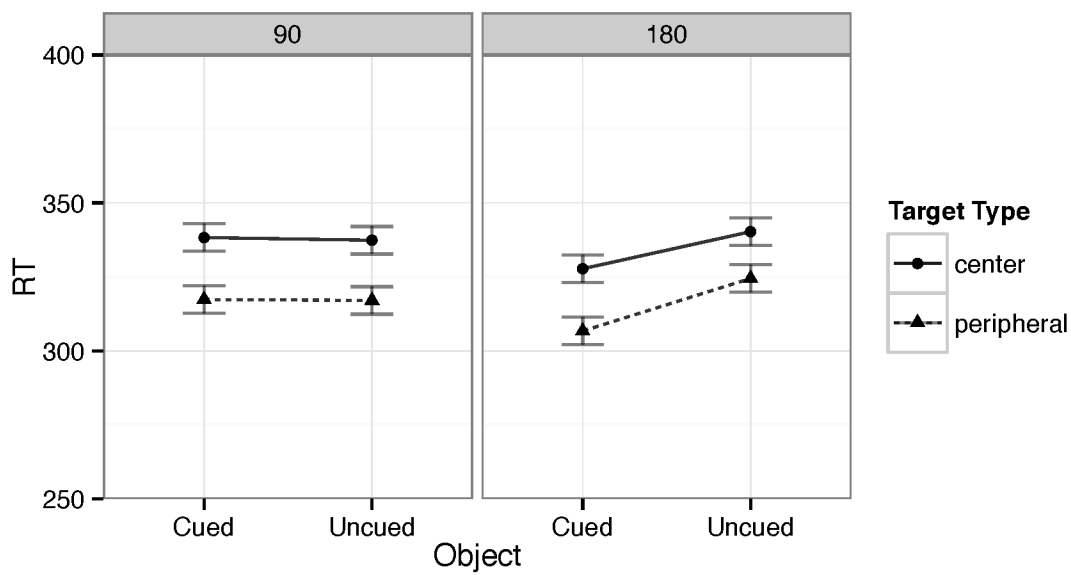 90 180
400
350
300
250
RT
Cued Uncued Cued Uncued
Object
Target Type
center
peripheral